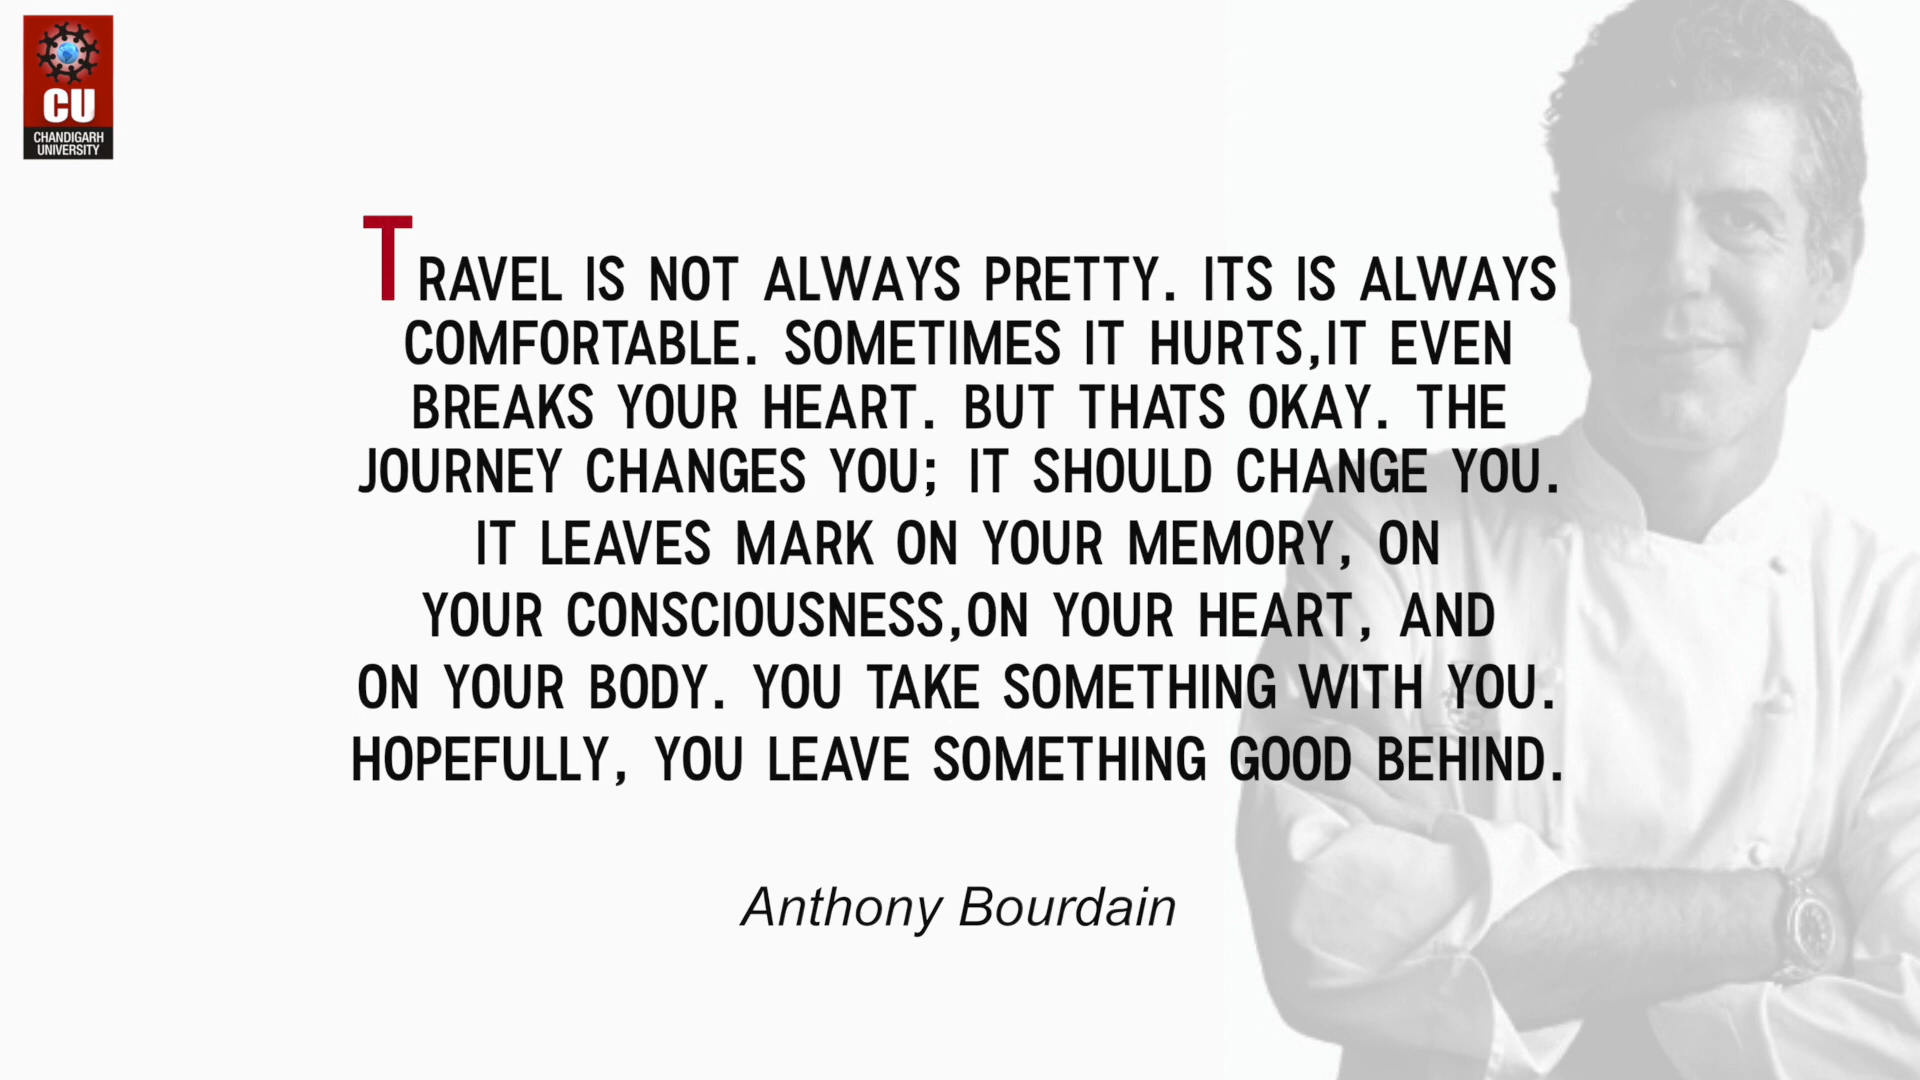 CU
CHANDIGARH
UNIVERSITY
TRAVEL IS NOT ALWAYS PRETTY. ITS IS ALWAYS
COMFORTABLE. SOMETIMES IT HURTS,IT EVEN
BREAKS YOUR HEART. BUT THATS OKAY. THE
JOURNEY CHANGES YOU; IT SHOULD CHANGE YOU.
IT LEAVES MARK ON YOUR MEMORY, ON
YOUR CONSCIOUSNESS,ON YOUR HEART, AND
ON YOUR BODY. YOU TAKE SOMETHING WITH YOU.
HOPEFULLY, YOU LEAVE SOMETHING GOOD BEHIND.
Anthony Bourdain